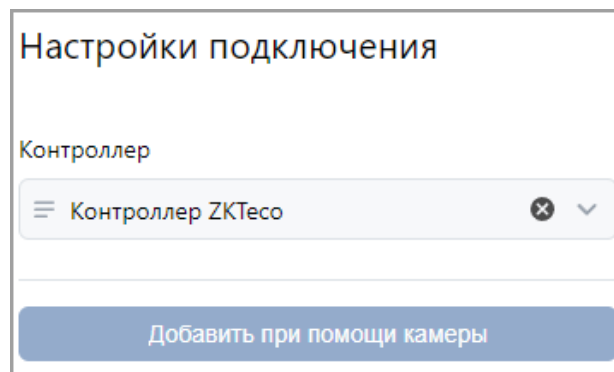 Настройки подключения
Контроллер
Контроллер ZKTeco
Добавить при помощи камеры